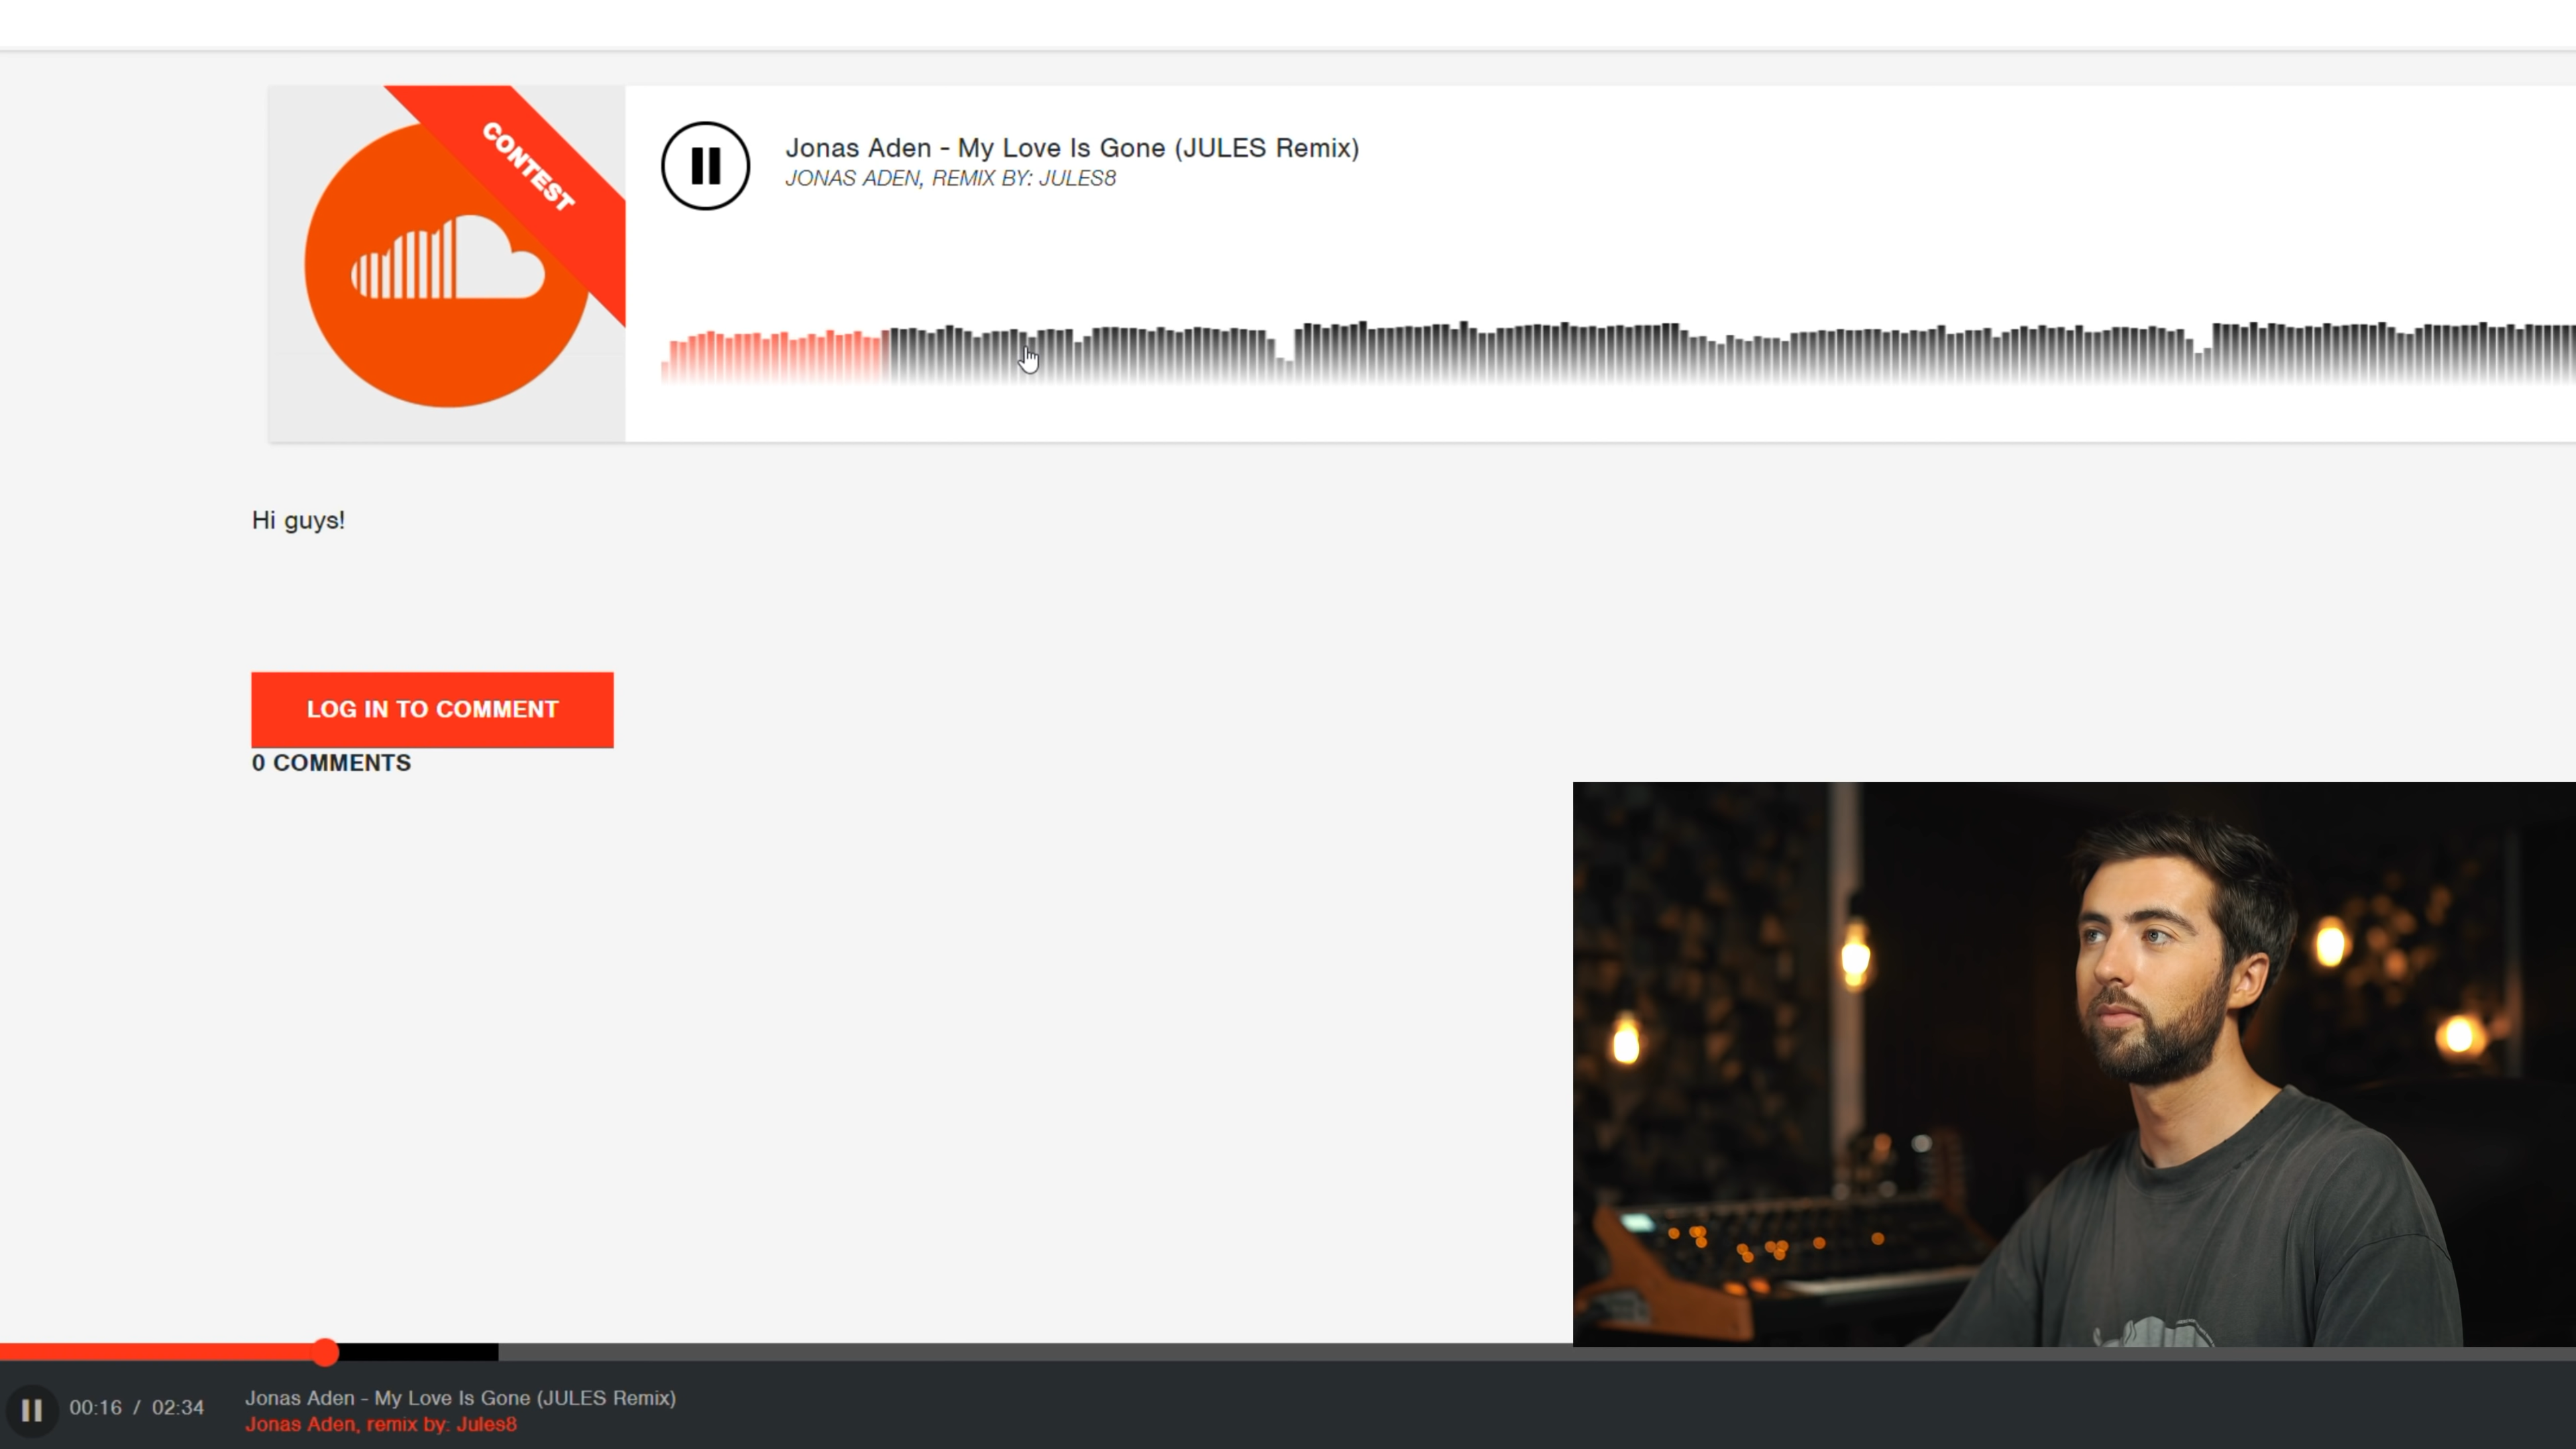 CONTEST
Jonas Aden - My Love Is Gone (JULES Remix)
JONAS ADEN, REMIX BY: JULES8
Hi guys!
LOG IN TO COMMENT
0 COMMENTS
00:16 / 02:34
Jonas Aden - My Love Is Gone (JULES Remix)
Jonas Aden, remix by: Jules8